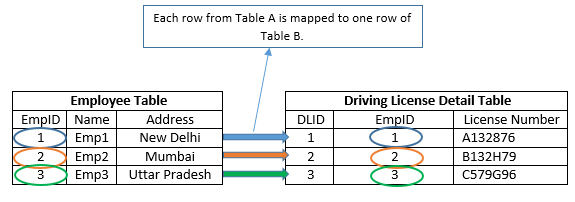 Each row from Table A is mapped to one row of
Table B.
Employee Table
EmpID Name Address
1 Emp1 New Delhi
2 Emp2 Mumbai
3 Emp3 Uttar Pradesh
Driving License Detail Table
DLID EmpID License Number
1 1 A132876
2 2 B132H79
3 3 C579G96